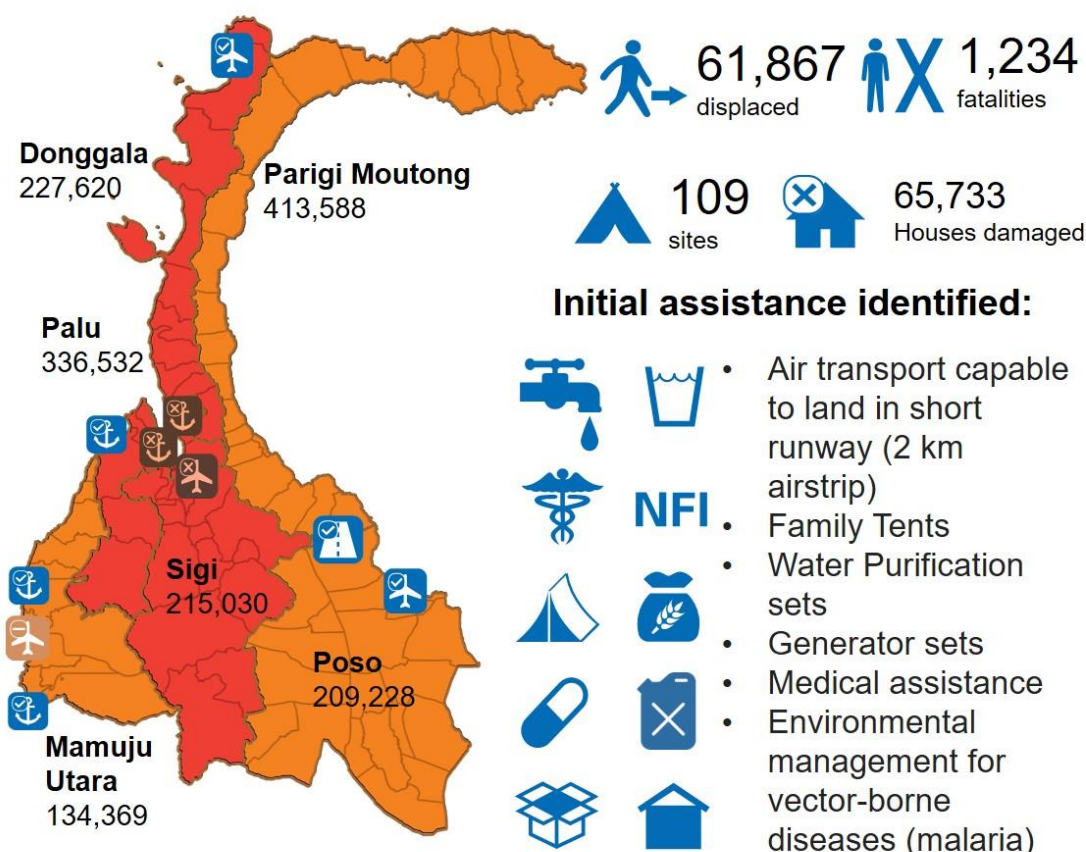 61,867
displaced
1,234
fatalities
Donggala
227,620
Parigi Moutong
413,588
109
sites
65,733
Houses damaged
Palu
336,532
Initial assistance identified:
• Air transport capable
to land in short
runway (2 km
airstrip)
NFI
• Family Tents
• Water Purification
sets
• Generator sets
• Medical assistance
• Environmental
management for
vector-borne
diseases (malaria)
Sigi
215,030
Poso
209,228
Mamuju
Utara
134,369